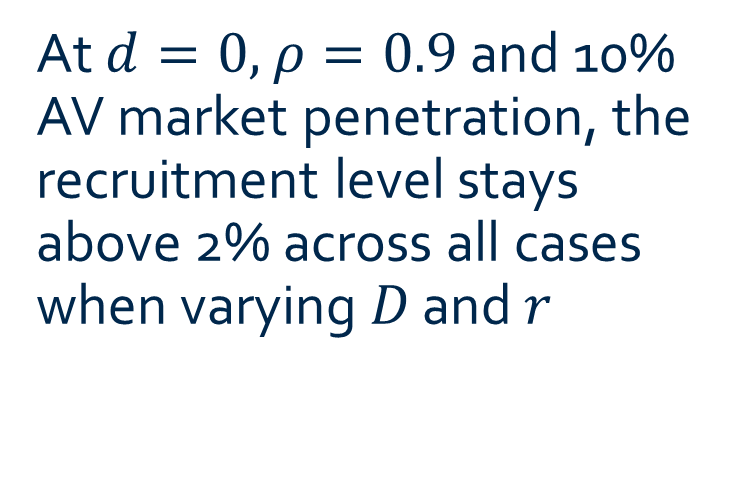 At d = 0, ρ = 0.9 and 10%
AV market penetration, the
recruitment level stays
above 2% across all cases
when varying D and r